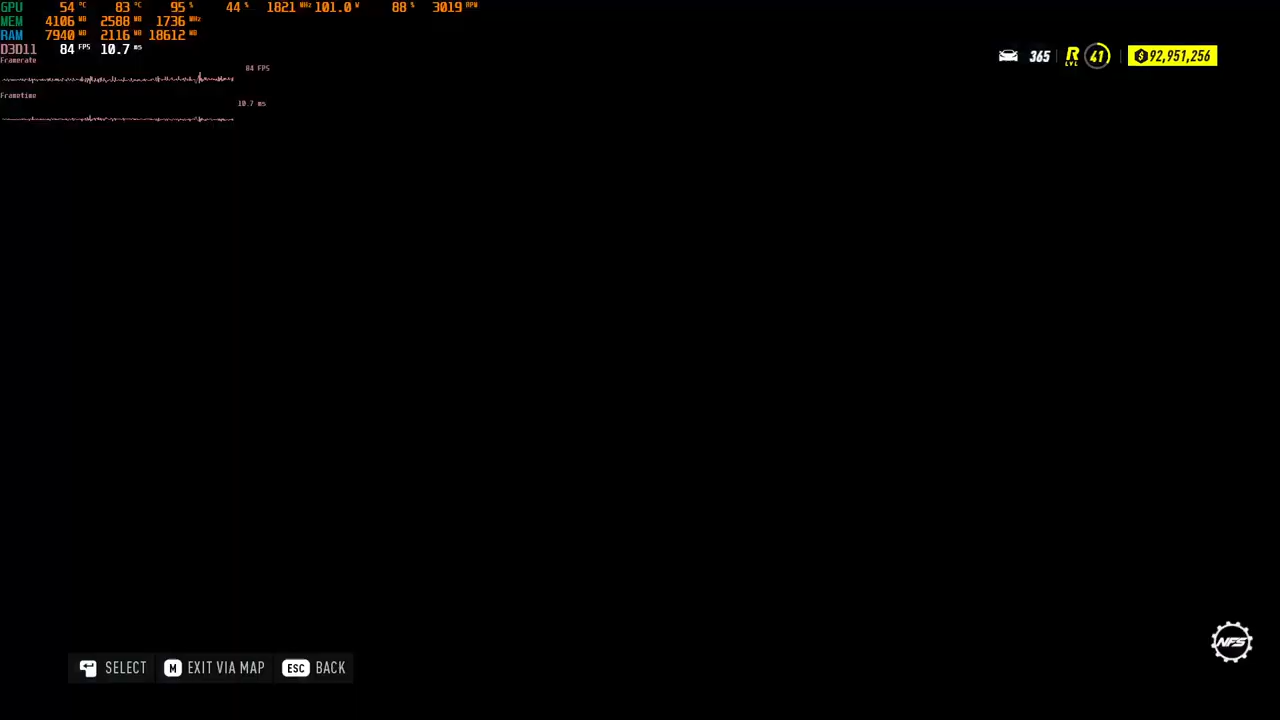 GPU 54 °C 83 °C 95 % 44 % 1821 MHz 101.0 W 88 % 3019 RPM
MEM 4106 MB 2588 MB 1736 MHz
RAM 7940 MB 2116 MB 18612 MB
D3D11 84 FPS 10.7 ms
Framerate
84 FPS
Frametime
10.7 ms
365 R LVL 41 $ 92,951,256
NFS
SELECT M EXIT VIA MAP ESC BACK